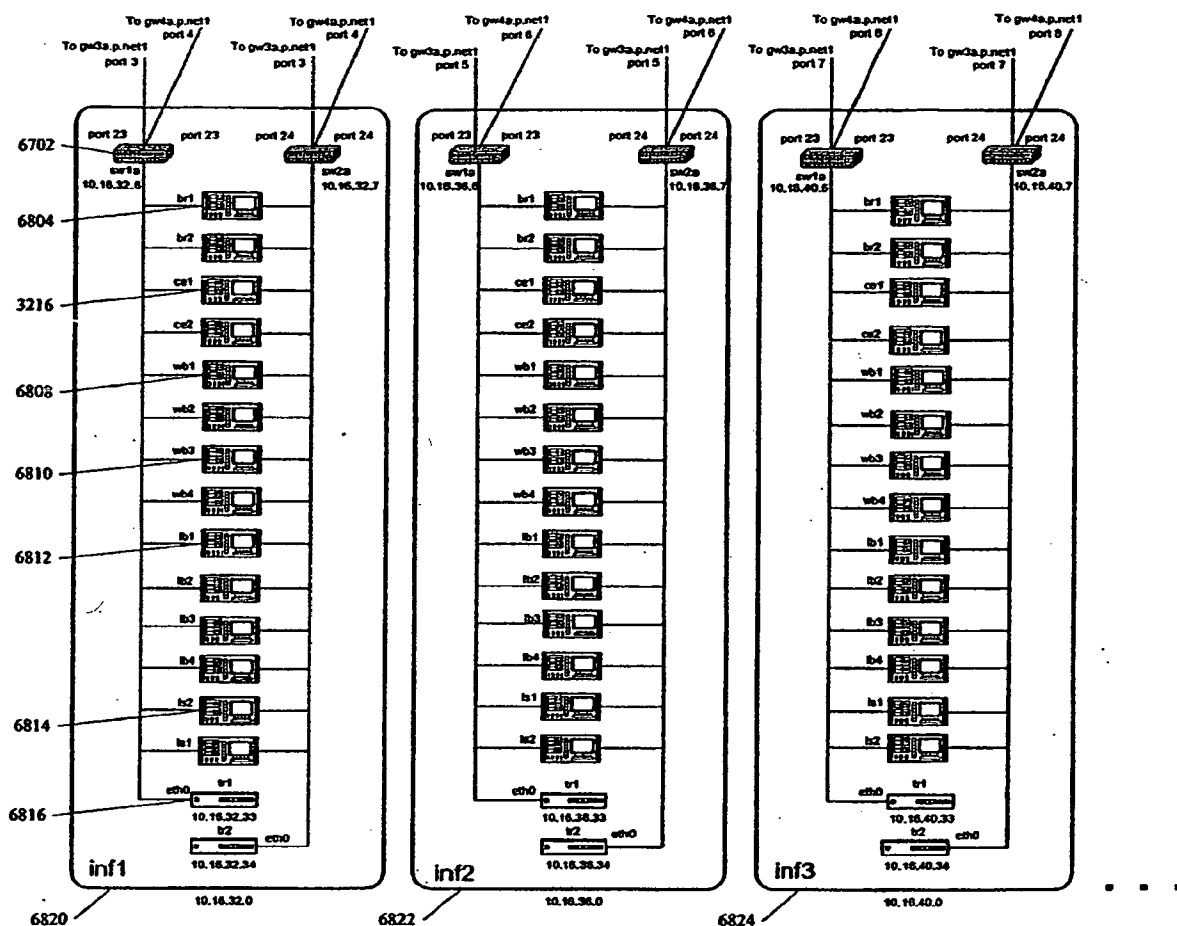 To gw4a.p.net1
port 4
To gw3a.p.net1
port 3
To gw4a.p.net1
port 4
To gw3a.p.net1
port 3
To gw4a.p.net1
port 6
To gw3a.p.net1
port 5
To gw4a.p.net1
port 6
To gw3a.p.net1
port 5
To gw4a.p.net1
port 8
To gw3a.p.net1
port 7
To gw4a.p.net1
port 8
To gw3a.p.net1
port 7
6702
port 23 port 23 port 24 port 24
sw1a
10.16.32.6
sw2a
10.16.32.7
6804
br1
br2
3216
ce1
ce2
6808
wb1
wb2
6810
wb3
wb4
6812
lb1
lb2
lb3
lb4
6814
ls2
ls1
6816
eth0
tr1
10.16.32.33
tr2
eth0
10.16.32.34
inf1
6820
10.16.32.0
port 23 port 23 port 24 port 24
sw1a
10.16.36.6
sw2a
10.16.36.7
br1
br2
ce1
ce2
wb1
wb2
wb3
wb4
lb1
lb2
lb3
lb4
ls1
ls2
eth0
tr1
10.16.36.33
tr2
eth0
10.16.36.34
inf2
6822
10.16.36.0
port 23 port 23 port 24 port 24
sw1a
10.16.40.6
sw2a
10.16.40.7
br1
br2
ce1
ce2
wb1
wb2
wb3
wb4
lb1
lb2
lb3
lb4
ls1
ls2
eth0
tr1
10.16.40.33
tr2
eth0
10.16.40.34
inf3
6824
10.16.40.0
. . .